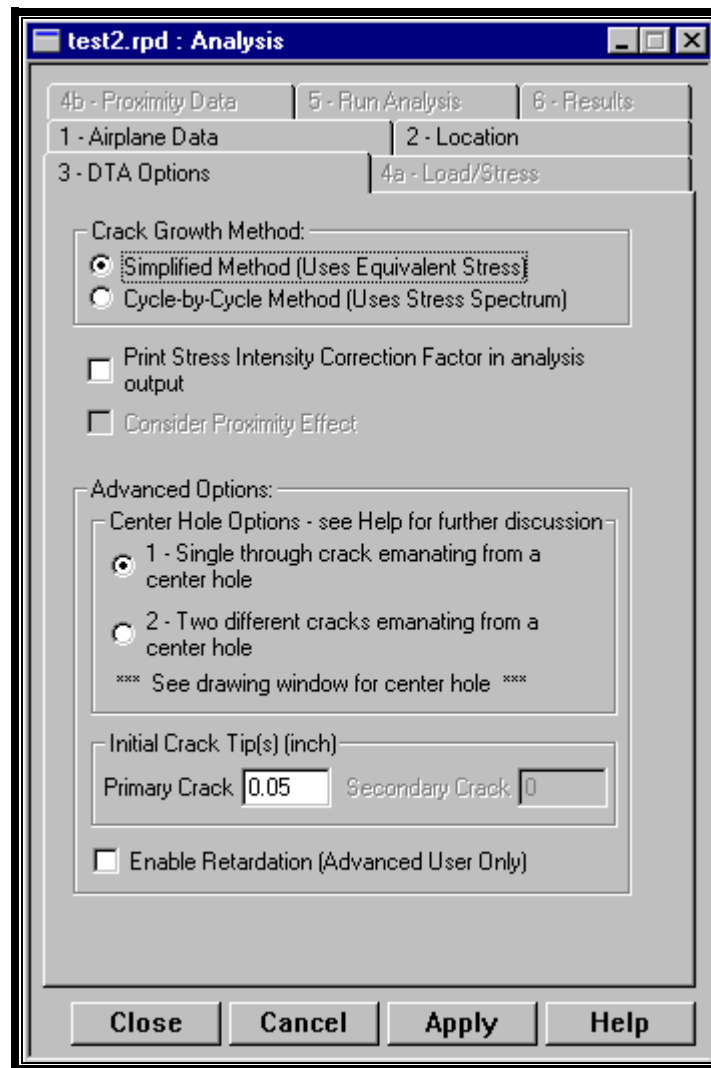 test2.rpd : Analysis
4b - Proximity Data
5 - Run Analysis
6 - Results
1 - Airplane Data
2 - Location
3 - DTA Options
4a - Load/Stress
Crack Growth Method:
Simplified Method (Uses Equivalent Stress)
Cycle-by-Cycle Method (Uses Stress Spectrum)
Print Stress Intensity Correction Factor in analysis
output
Consider Proximity Effect
Advanced Options:
Center Hole Options - see Help for further discussion
1 - Single through crack emanating from a
center hole
2 - Two different cracks emanating from a
center hole
*** See drawing window for center hole ***
Initial Crack Tip(s) (inch)
Primary Crack 0.05 Secondary Crack 0
Enable Retardation (Advanced User Only)
Close Cancel Apply Help